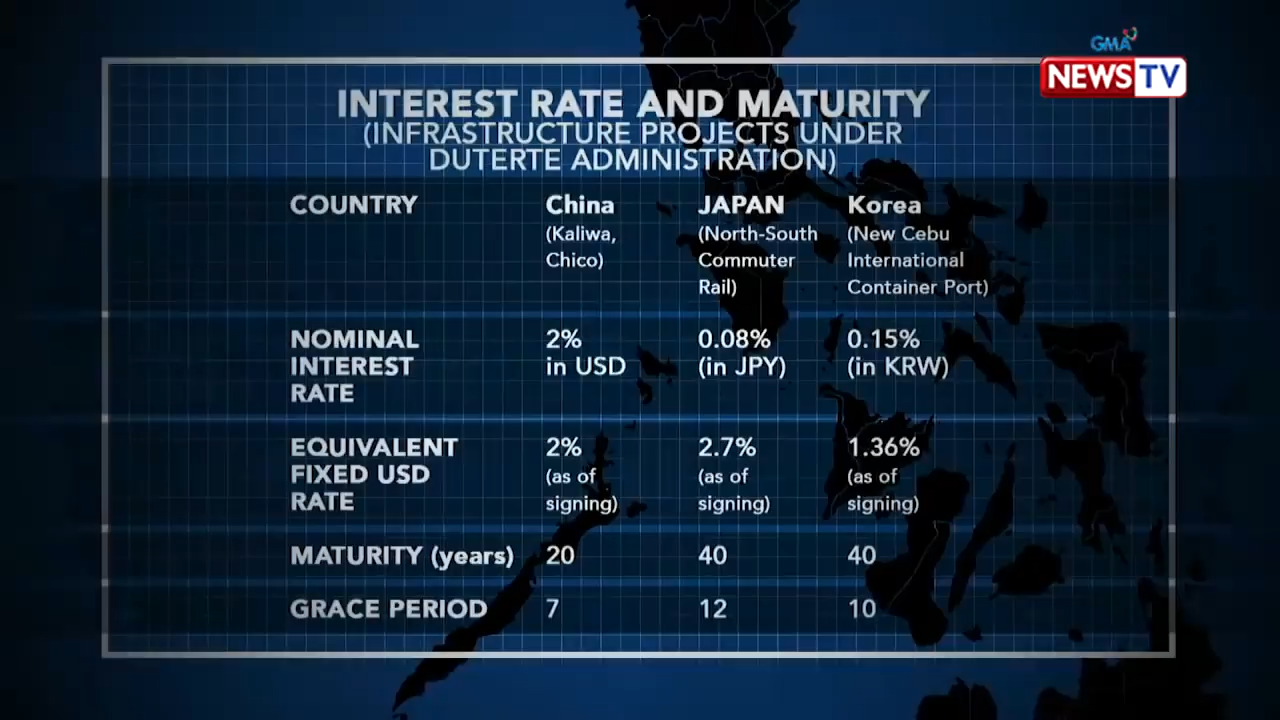 GMA
NEWS TV
INTEREST RATE AND MATURITY
(INFRASTRUCTURE PROJECTS UNDER
DUTERTE ADMINISTRATION)
COUNTRY
China
(Kaliwa,
Chico)
JAPAN
(North-South
Commuter
Rail)
Korea
(New Cebu
International
Container Port)
NOMINAL
INTEREST
RATE
2%
in USD
0.08%
(in JPY)
0.15%
(in KRW)
EQUIVALENT
FIXED USD
RATE
2%
(as of
signing)
2.7%
(as of
signing)
1.36%
(as of
signing)
MATURITY (years)
20
40
40
GRACE PERIOD
7
12
10